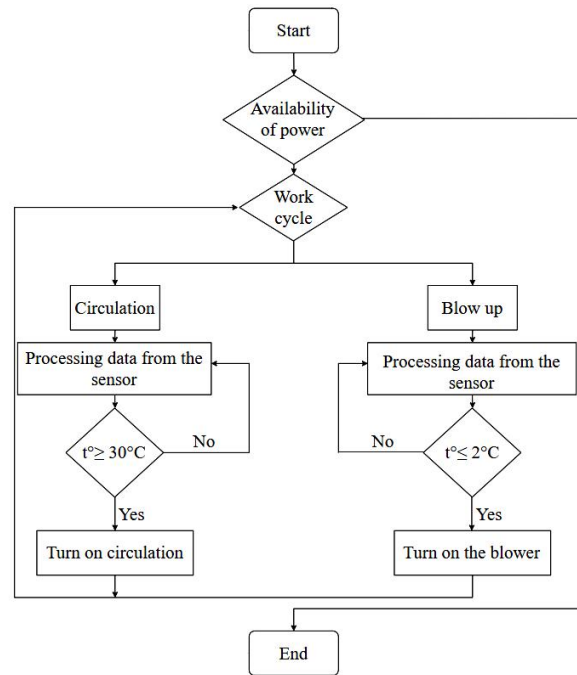 Start
Availability
of power
Work
cycle
Circulation
Blow up
Processing data from the
sensor
Processing data from the
sensor
t°≥ 30°C
No
No
t°≤ 2°C
Yes
Yes
Turn on circulation
Turn on the blower
End